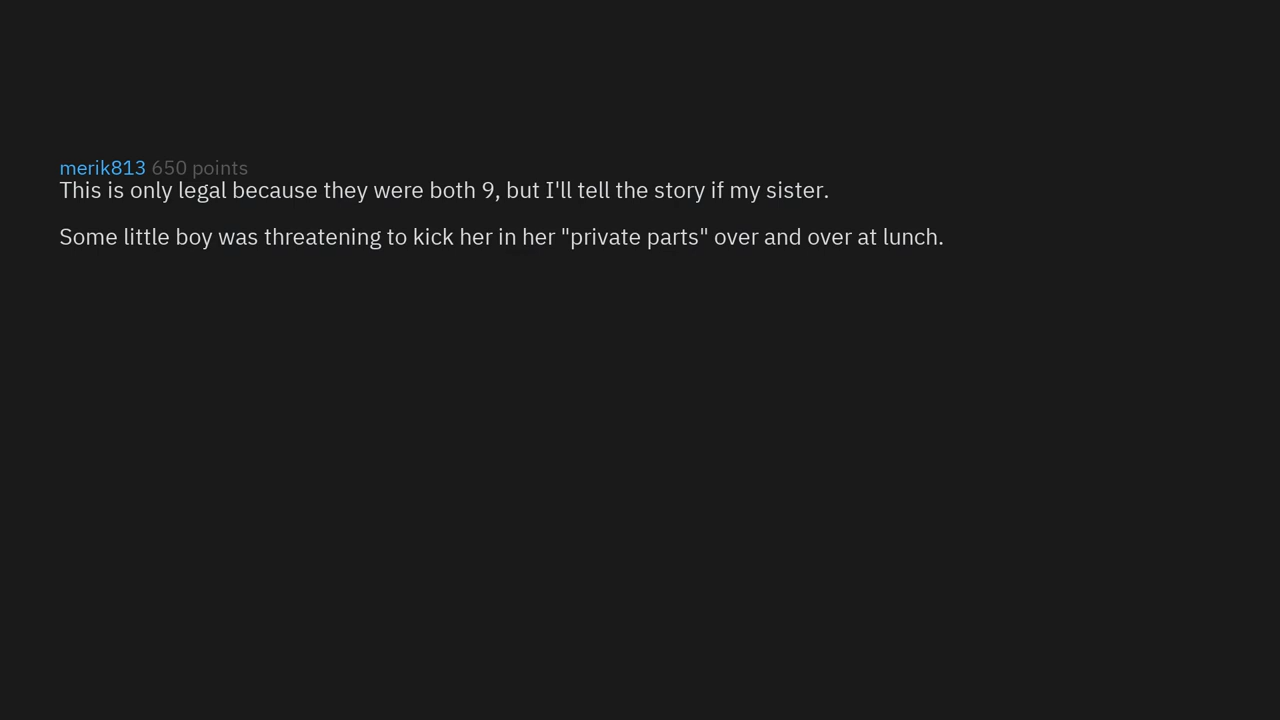 merik813 650 points
This is only legal because they were both 9, but I'll tell the story if my sister.
Some little boy was threatening to kick her in her "private parts" over and over at lunch.